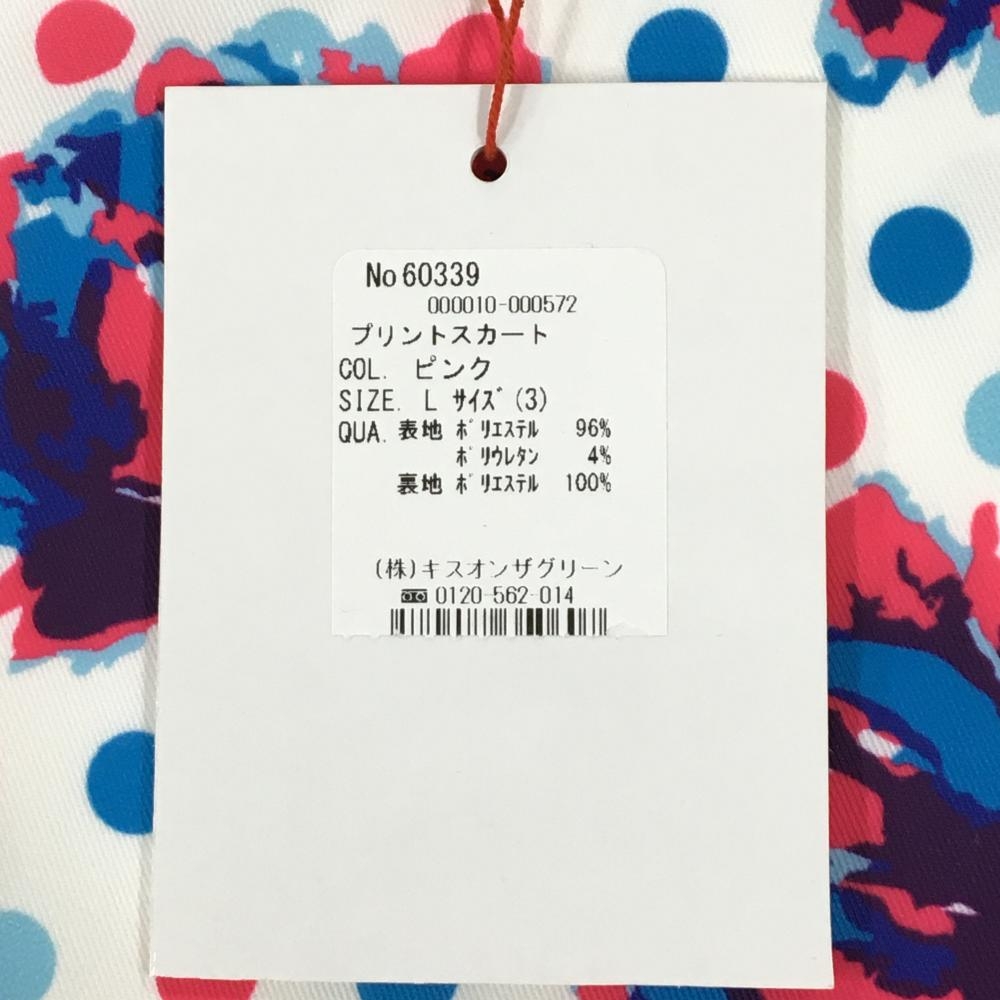 No 60339
000010-000572
プリントスカート
COL. ピンク
SIZE. L ｻｲｽﾞ (3)
QUA. 表地 ﾎﾟﾘｴｽﾃﾙ 96%
ﾎﾟﾘｳﾚﾀﾝ 4%
裏地 ﾎﾟﾘｴｽﾃﾙ 100%
(株)キスオンザグリーン
0120-562-014